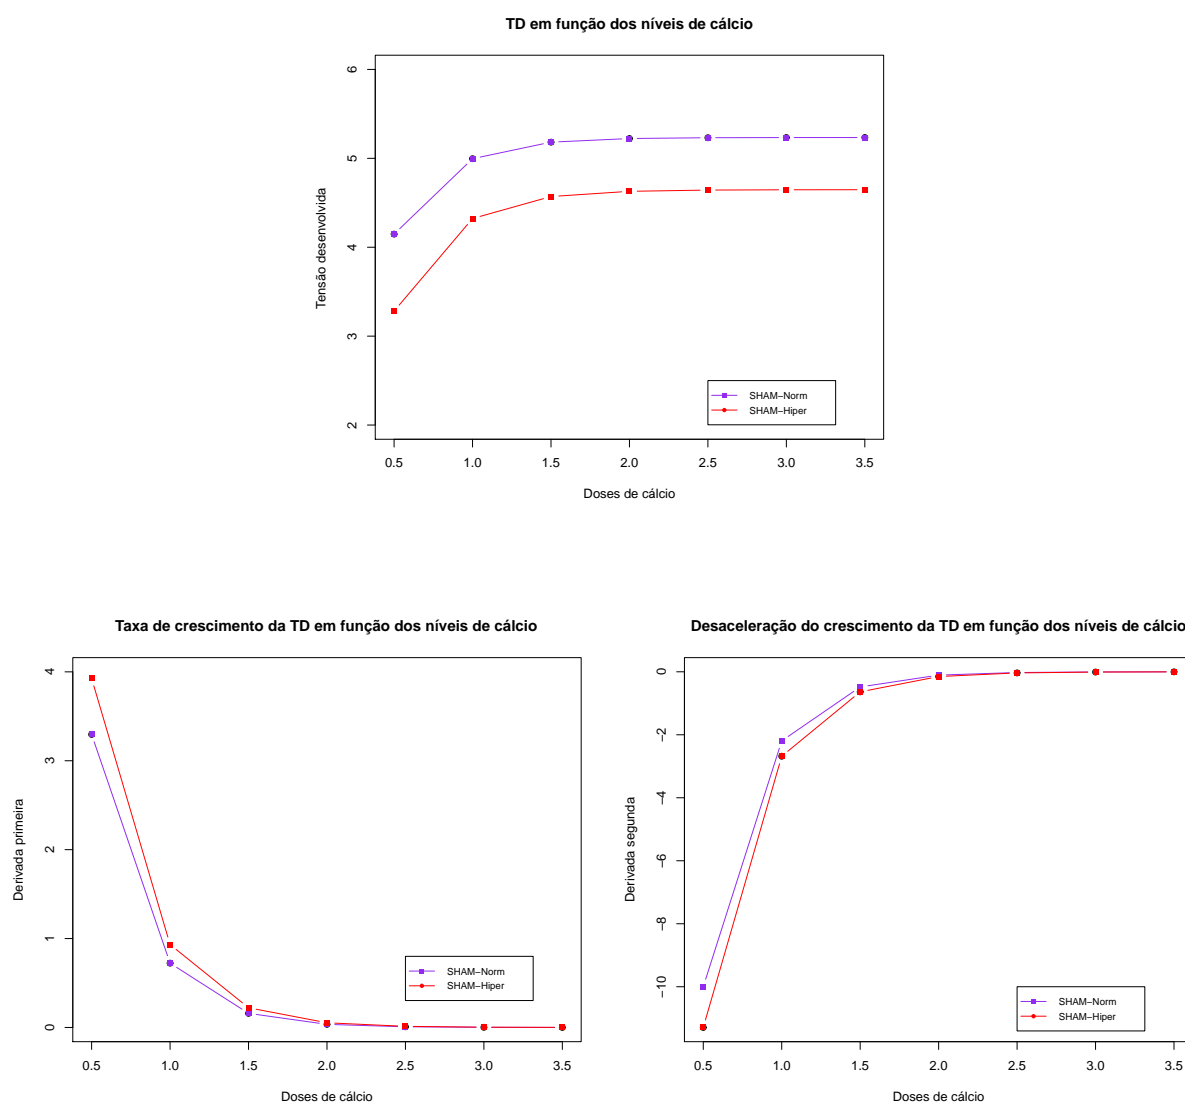 TD em função dos níveis de cálcio
Tensão desenvolvida
6
5
4
3
2
SHAM−Norm
SHAM−Hiper
0.5 1.0 1.5 2.0 2.5 3.0 3.5
Doses de cálcio
Taxa de crescimento da TD em função dos níveis de cálcio
Derivada primeira
4
3
2
1
0
SHAM−Norm
SHAM−Hiper
0.5 1.0 1.5 2.0 2.5 3.0 3.5
Doses de cálcio
Desaceleração do crescimento da TD em função dos níveis de cálcio
Derivada segunda
0
−2
−4
−6
−8
−10
SHAM−Norm
SHAM−Hiper
0.5 1.0 1.5 2.0 2.5 3.0 3.5
Doses de cálcio